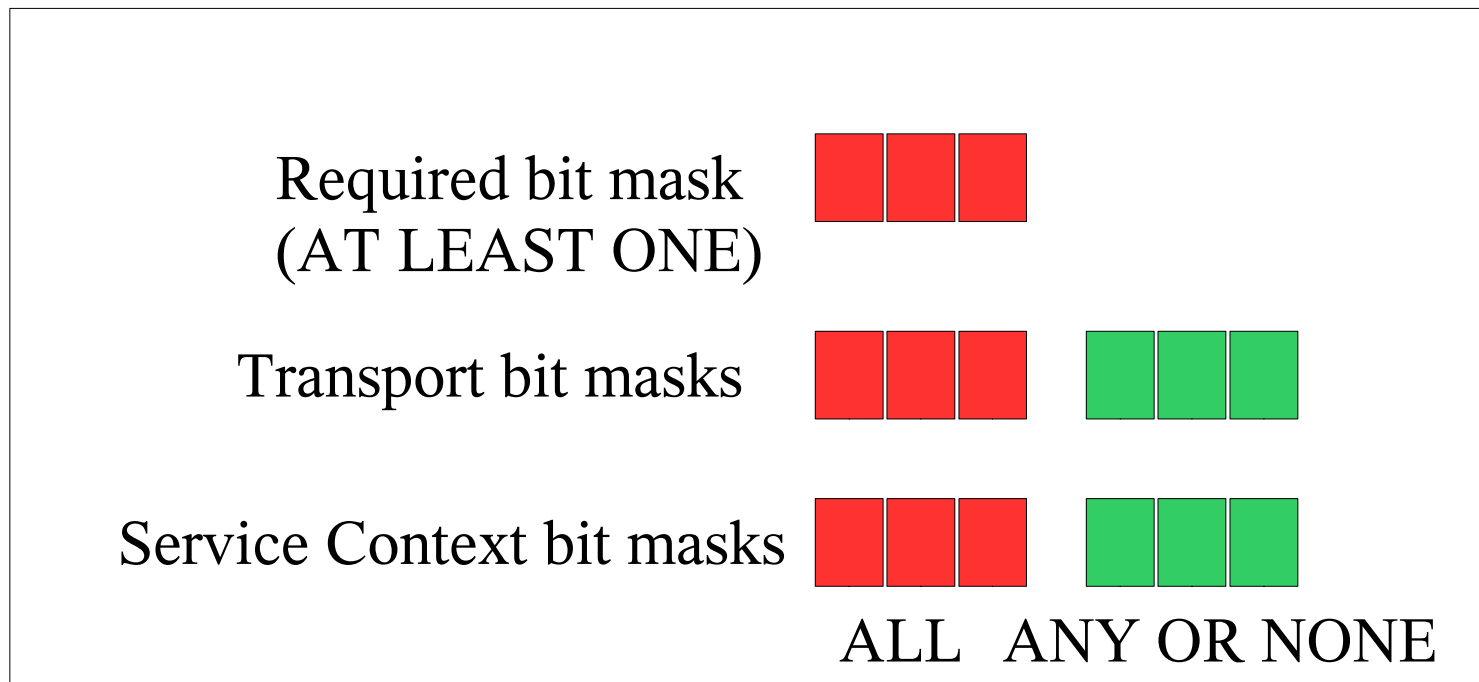 Required bit mask
(AT LEAST ONE)
Transport bit masks
Service Context bit masks
ALL ANY OR NONE